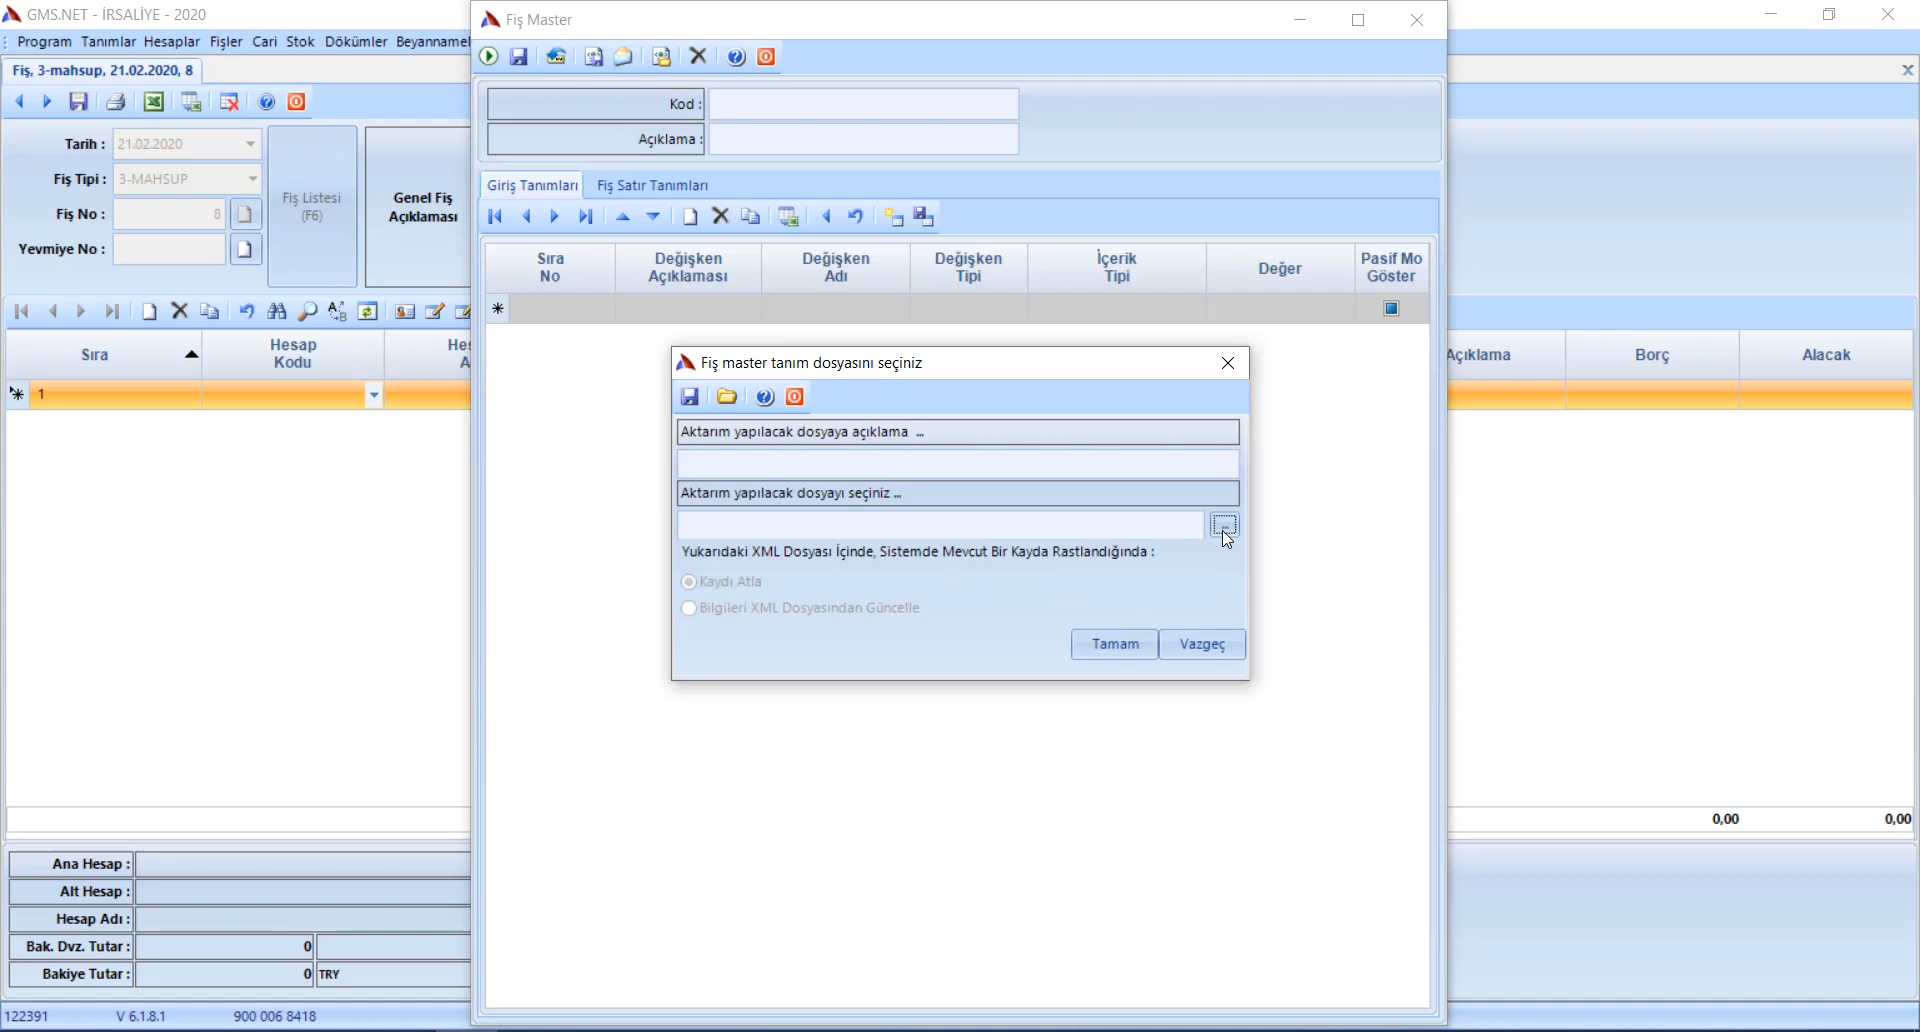 GMS.NET - İRSALİYE - 2020
Program Tanımlar Hesaplar Fişler Cari Stok Dökümler Beyannamel
Fiş, 3-mahsup, 21.02.2020, 8
Tarih : 21.02.2020
Fiş Tipi : 3-MAHSUP
Fiş No : 8
Yevmiye No :
Fiş Listesi
(F6)
Genel Fiş
Açıklaması
Sıra
Hesap
Kodu
Hes
A
1
Fiş Master
Kod :
Açıklama :
Giriş Tanımları Fiş Satır Tanımları
Sıra
No
Değişken
Açıklaması
Değişken
Adı
Değişken
Tipi
İçerik
Tipi
Değer
Pasif Mo
Göster
Fiş master tanım dosyasını seçiniz
Aktarım yapılacak dosyaya açıklama ...
Aktarım yapılacak dosyayı seçiniz ...
...
Yukarıdaki XML Dosyası İçinde, Sistemde Mevcut Bir Kayda Rastlandığında :
Kaydı Atla
Bilgileri XML Dosyasından Güncelle
Tamam Vazgeç
Açıklama Borç Alacak
0,00 0,00
Ana Hesap :
Alt Hesap :
Hesap Adı :
Bak. Dvz. Tutar : 0
Bakiye Tutar : 0 TRY
122391 V 6.1.8.1 900 006 8418